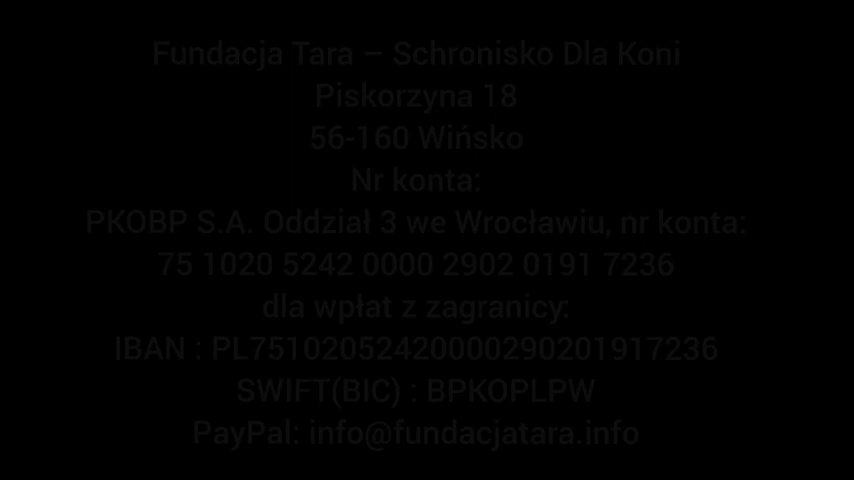 Fundacja Tara – Schronisko Dla Koni
Piskorzyna 18
56-160 Wińsko
Nr konta:
PKOBP S.A. Oddział 3 we Wrocławiu, nr konta:
75 1020 5242 0000 2902 0191 7236
dla wpłat z zagranicy:
IBAN : PL75102052420000290201917236
SWIFT(BIC) : BPKOPLPW
PayPal: info@fundacjatara.info